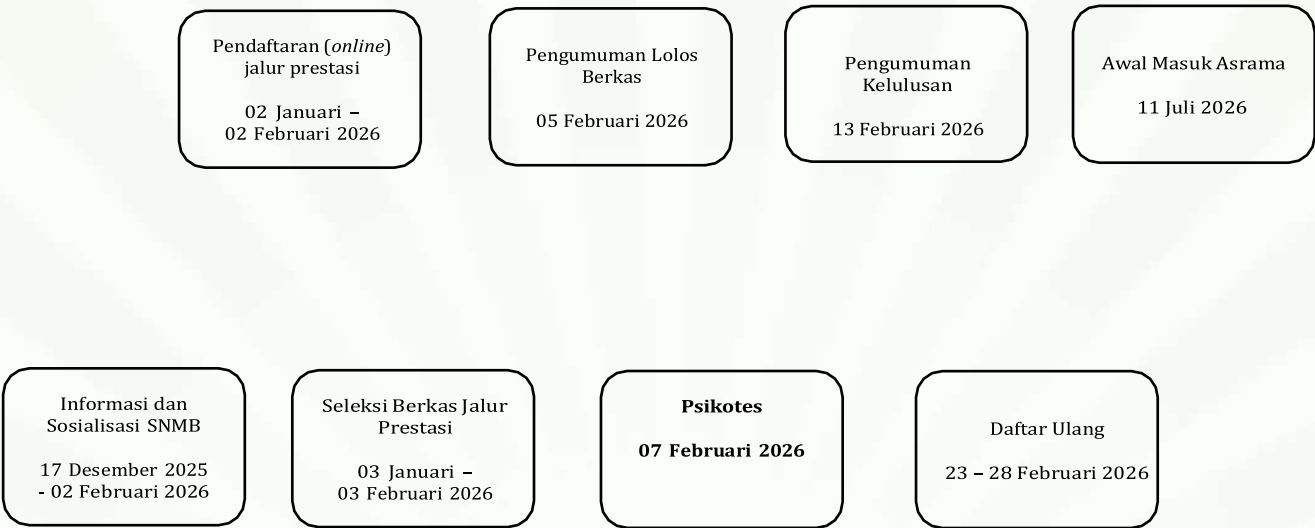 Pendaftaran (online)
jalur prestasi
02 Januari –
02 Februari 2026
Pengumuman Lolos
Berkas
05 Februari 2026
Pengumuman
Kelulusan
13 Februari 2026
Awal Masuk Asrama
11 Juli 2026
Informasi dan
Sosialisasi SNMB
17 Desember 2025
- 02 Februari 2026
Seleksi Berkas Jalur
Prestasi
03 Januari –
03 Februari 2026
Psikotes
07 Februari 2026
Daftar Ulang
23 – 28 Februari 2026